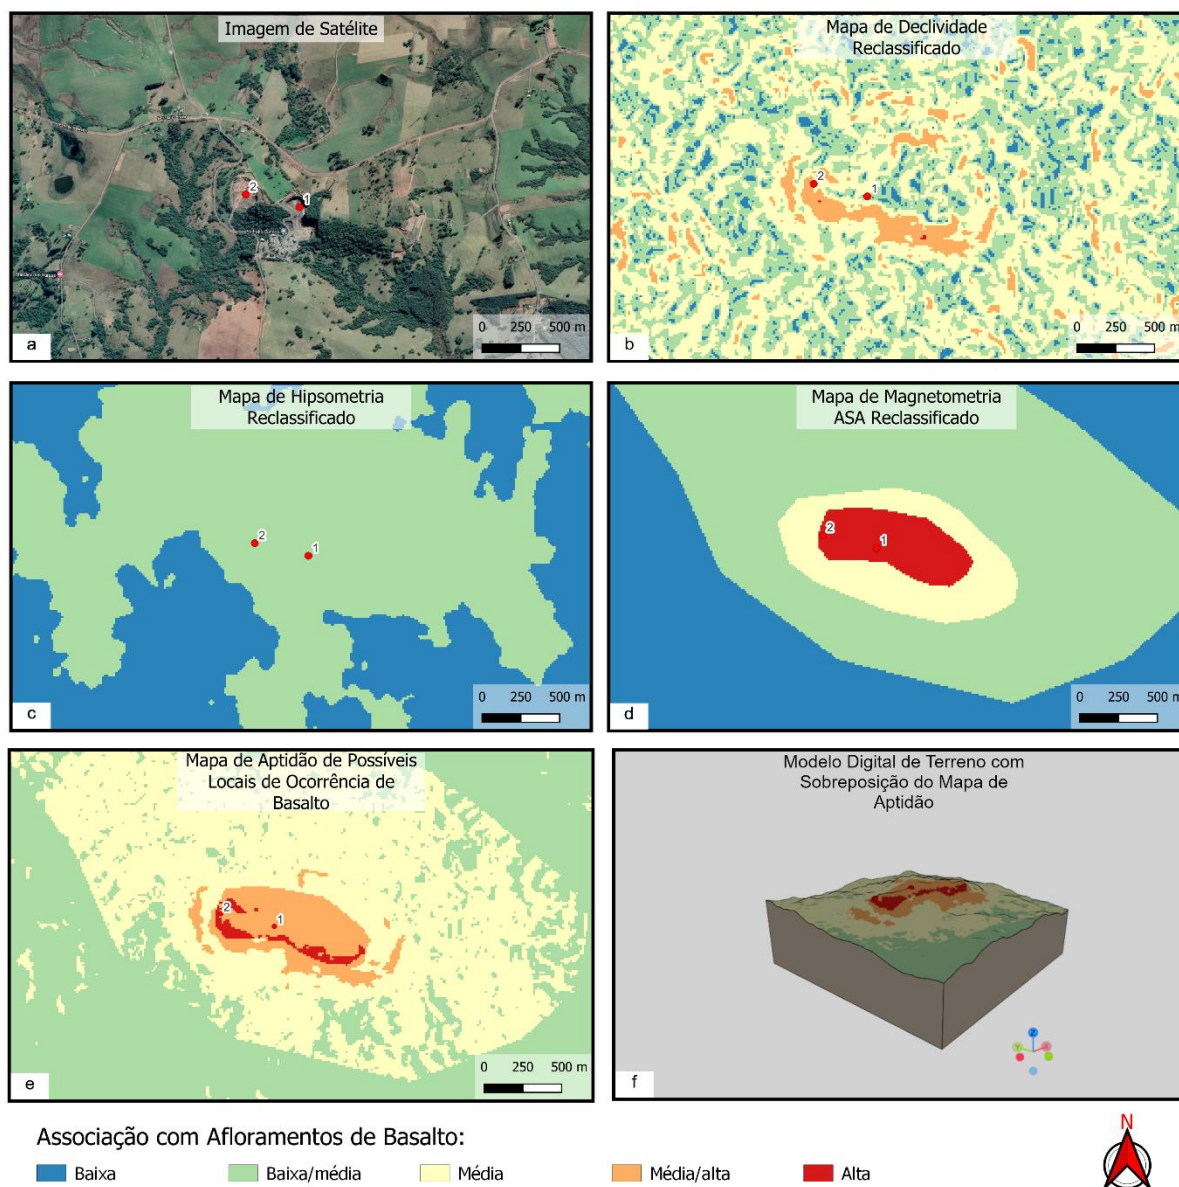 Imagem de Satélite
2
1
0 250 500 m
a
Mapa de Declividade
Reclassificado
2
1
0 250 500 m
b
Mapa de Hipsometria
Reclassificado
2
1
0 250 500 m
c
Mapa de Magnetometria
ASA Reclassificado
2
1
0 250 500 m
d
Mapa de Aptidão de Possíveis
Locais de Ocorrência de
Basalto
2
1
0 250 500 m
e
Modelo Digital de Terreno com
Sobreposição do Mapa de
Aptidão
Z
Y
X
f
Associação com Afloramentos de Basalto:
Baixa
Baixa/média
Média
Média/alta
Alta
N